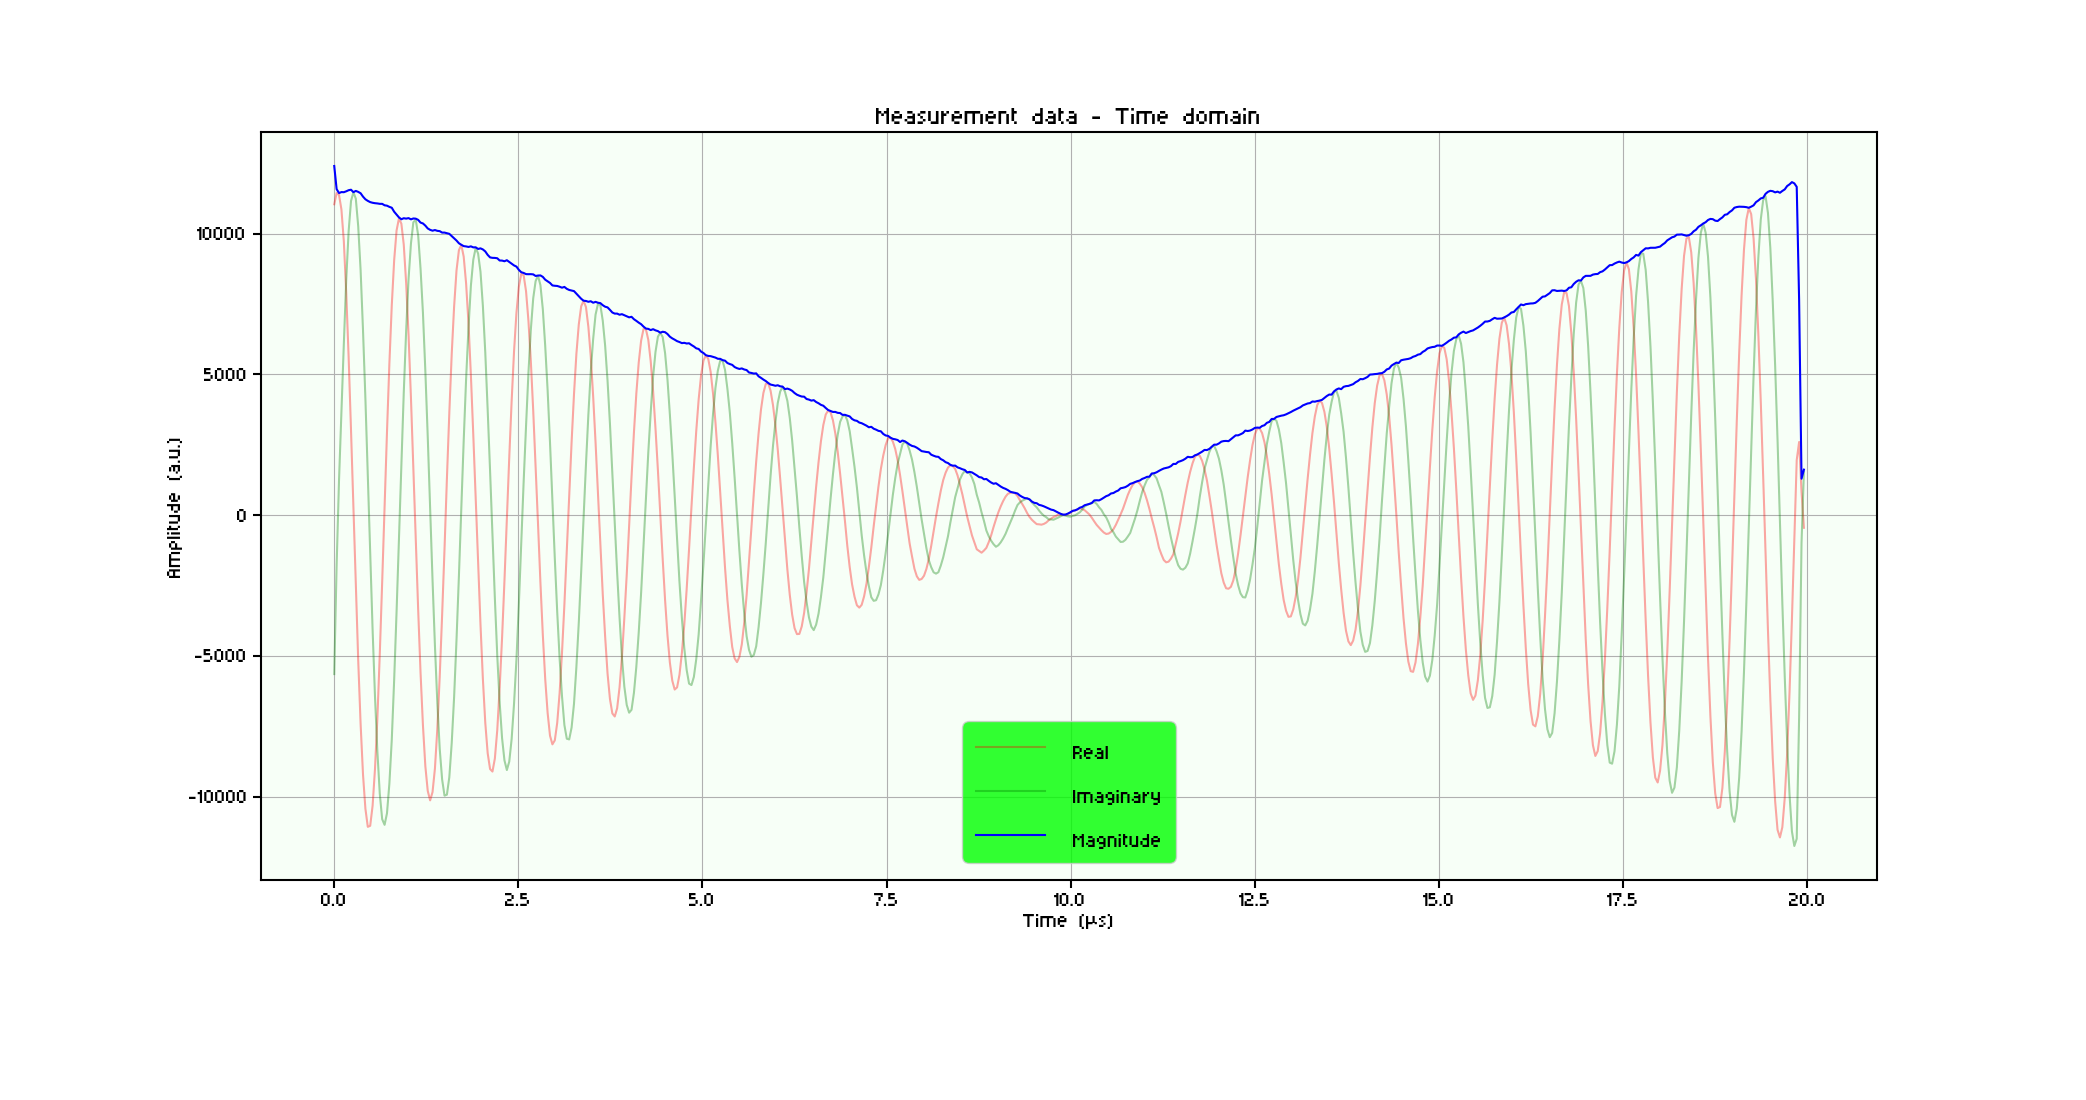 Measurement data - Time domain
Amplitude (a.u.)
10000
5000
0
-5000
-10000
Real
Imaginary
Magnitude
0.0 2.5 5.0 7.5 10.0 12.5 15.0 17.5 20.0
Time (µs)